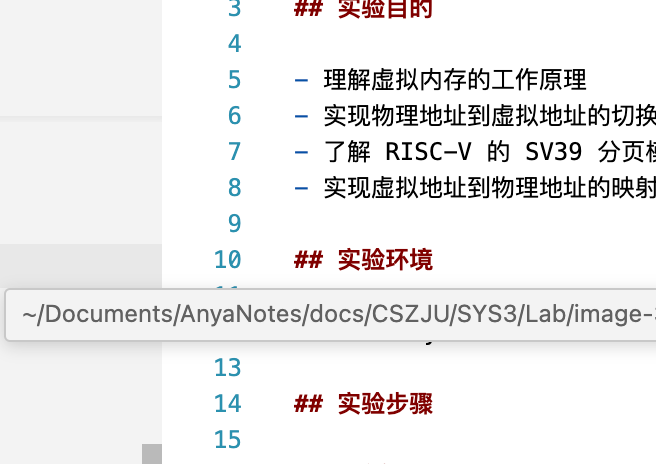 3 ## 实验目的
4
5 - 理解虚拟内存的工作原理
6 - 实现物理地址到虚拟地址的切换
7 - 了解 RISC-V 的 SV39 分页
8 - 实现虚拟地址到物理地址的映射
9
10 ## 实验环境
~/Documents/AnyaNotes/docs/CSZJU/SYS3/Lab/image-
13
14 ## 实验步骤
15